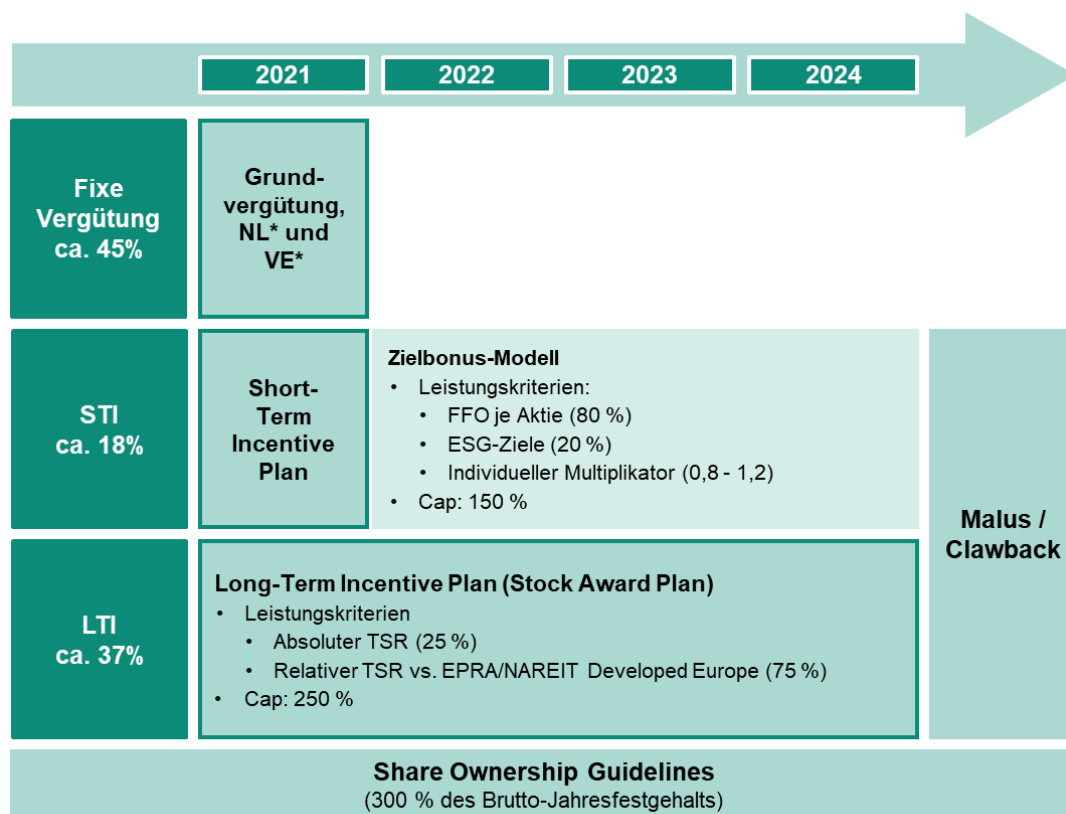 2021
2022
2023
2024
Fixe
Vergütung
ca. 45%
Grund-
vergütung,
NL* und
VE*
STI
ca. 18%
Short-
Term
Incentive
Plan
Zielbonus-Modell
• Leistungskriterien:
• FFO je Aktie (80 %)
• ESG-Ziele (20 %)
• Individueller Multiplikator (0,8 - 1,2)
• Cap: 150 %
Malus /
Clawback
LTI
ca. 37%
Long-Term Incentive Plan (Stock Award Plan)
• Leistungskriterien
• Absoluter TSR (25 %)
• Relativer TSR vs. EPRA/NAREIT Developed Europe (75 %)
• Cap: 250 %
Share Ownership Guidelines
(300 % des Brutto-Jahresfestgehalts)